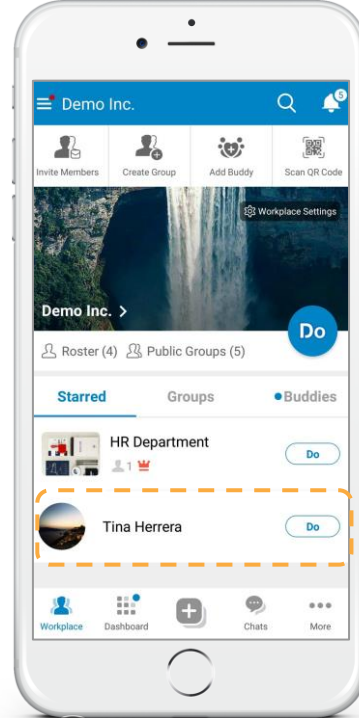 Demo Inc.
5
Invite Members
Create Group
Add Buddy
Scan QR Code
Workplace Settings
Demo Inc. >
Do
Roster (4)
Public Groups (5)
Starred
Groups
Buddies
HR Department
1
Do
Tina Herrera
Do
Workplace
Dashboard
Chats
More